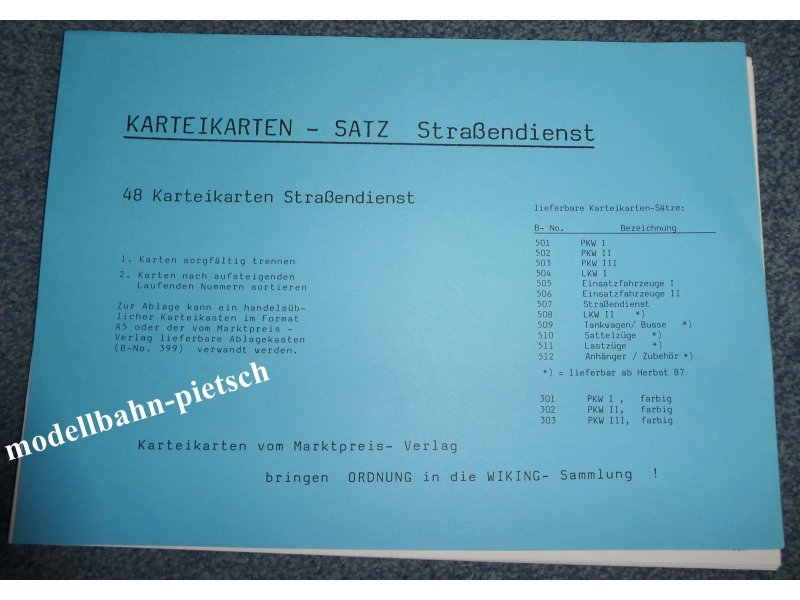 KARTEIKARTEN - SATZ Straßendienst
48 Karteikarten Straßendienst
1. Karten sorgfältig trennen
2. Karten nach aufsteigenden
Laufenden Nummern sortieren
Zur Ablage kann ein handelsüb-
licher Karteikasten im Format
A5 oder der vom Marktpreis -
Verlag lieferbare Ablagekasten
(B-No. 399) verwandt werden.
lieferbare Karteikarten-Sätze:
B- No. Bezeichnung
501 PKW I
502 PKW II
503 PKW III
504 LKW I
505 Einsatzfahrzeuge I
506 Einsatzfahrzeuge II
507 Straßendienst
508 LKW II *)
509 Tankwagen/ Busse *)
510 Sattelzüge *)
511 Lastzüge *)
512 Anhänger / Zubehör *)
*) = lieferbar ab Herbst 87
301 PKW I , farbig
302 PKW II, farbig
303 PKW III, farbig
modellbahn-pietsch
Karteikarten vom Marktpreis- Verlag
bringen ORDNUNG in die WIKING- Sammlung !